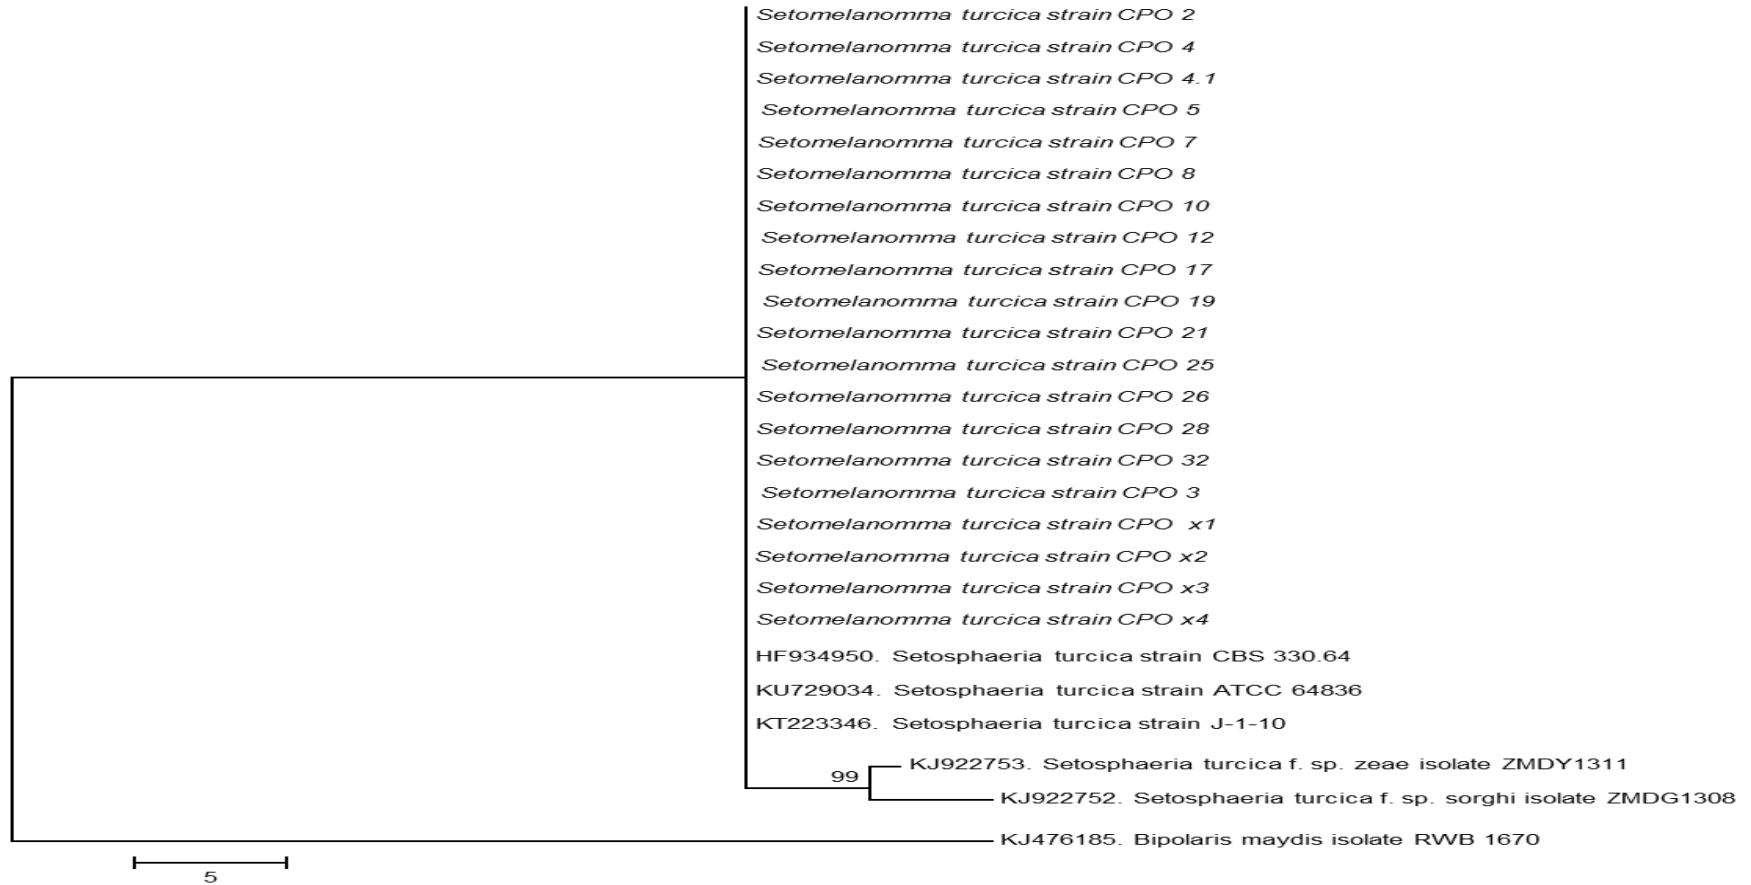 Setomelanomma turcica strain CPO 2
Setomelanomma turcica strain CPO 4
Setomelanomma turcica strain CPO 4.1
Setomelanomma turcica strain CPO 5
Setomelanomma turcica strain CPO 7
Setomelanomma turcica strain CPO 8
Setomelanomma turcica strain CPO 10
Setomelanomma turcica strain CPO 12
Setomelanomma turcica strain CPO 17
Setomelanomma turcica strain CPO 19
Setomelanomma turcica strain CPO 21
Setomelanomma turcica strain CPO 25
Setomelanomma turcica strain CPO 26
Setomelanomma turcica strain CPO 28
Setomelanomma turcica strain CPO 32
Setomelanomma turcica strain CPO 3
Setomelanomma turcica strain CPO x1
Setomelanomma turcica strain CPO x2
Setomelanomma turcica strain CPO x3
Setomelanomma turcica strain CPO x4
HF934950. Setosphaeria turcica strain CBS 330.64
KU729034. Setosphaeria turcica strain ATCC 64836
KT223346. Setosphaeria turcica strain J-1-10
KJ922753. Setosphaeria turcica f. sp. zeae isolate ZMDY1311
99
KJ922752. Setosphaeria turcica f. sp. sorghi isolate ZMDG1308
KJ476185. Bipolaris maydis isolate RWB 1670
5